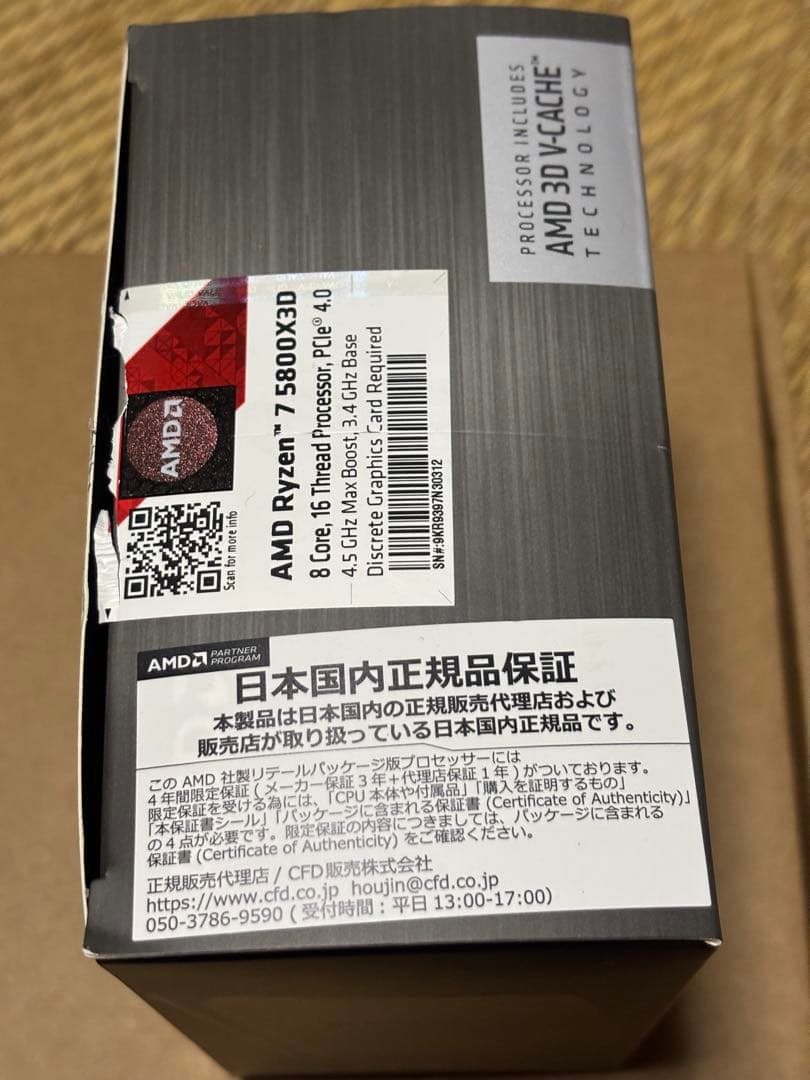 PROCESSOR INCLUDES
AMD 3D V-CACHE™
TECHNOLOGY
AMD
Scan for more info
AMD Ryzen™ 7 5800X3D
8 Core, 16 Thread Processor, PCIe® 4.0
4.5 GHz Max Boost, 3.4 GHz Base
Discrete Graphics Card Required
SN#:9KR9397N30312
AMD PARTNER
PROGRAM
日本国内正規品保証
本製品は日本国内の正規販売代理店および
販売店が取り扱っている日本国内正規品です。
この AMD 社製リテールパッケージ版プロセッサーには
4 年間限定保証 ( メーカー保証 3 年 + 代理店保証 1 年 ) がついております。
限定保証を受ける為には、「CPU 本体や付属品」「購入を証明するもの」
「本保証書シール」「パッケージに含まれる保証書 (Certificate of Authenticity)」
の 4 点が必要です。限定保証の内容につきましては、パッケージに含まれる
保証書 (Certificate of Authenticity) をご確認ください。
正規販売代理店 / CFD 販売株式会社
https://www.cfd.co.jp houjin@cfd.co.jp
050-3786-9590 ( 受付時間 : 平日 13:00-17:00)